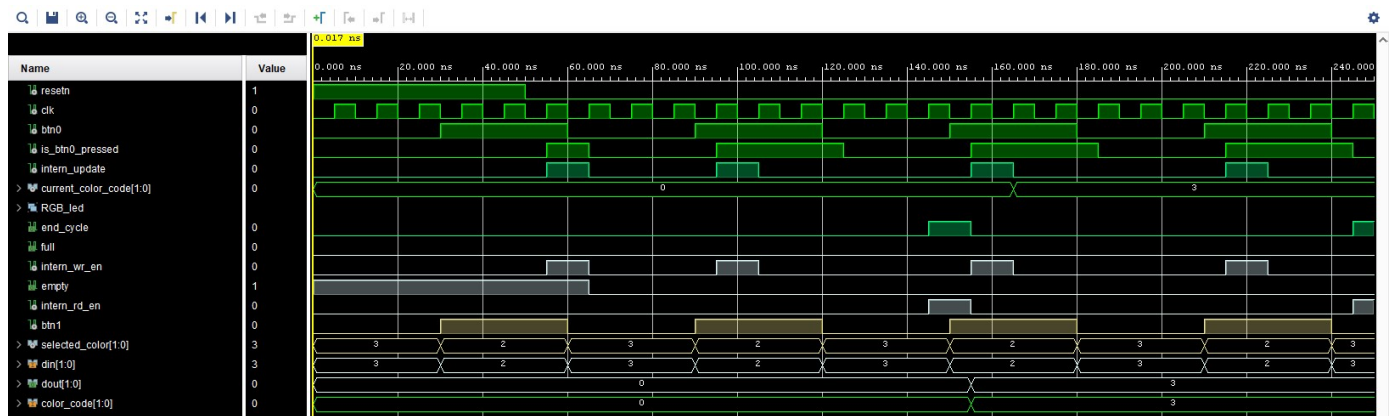 0.017 ns
Name Value 0.000 ns 20.000 ns 40.000 ns 60.000 ns 80.000 ns 100.000 ns 120.000 ns 140.000 ns 160.000 ns 180.000 ns 200.000 ns 220.000 ns 240.000
resetn 1
clk 0
btn0 0
is_btn0_pressed 0
intern_update 0
current_color_code[1:0] 0 0 3
RGB_led
end_cycle 0
full 0
intern_wr_en 0
empty 1
intern_rd_en 0
btn1 0
selected_color[1:0] 3 3 2 3 2 3 2 3 2 3
din[1:0] 3 3 2 3 2 3 2 3 2 3
dout[1:0] 0 0 3
color_code[1:0] 0 0 3